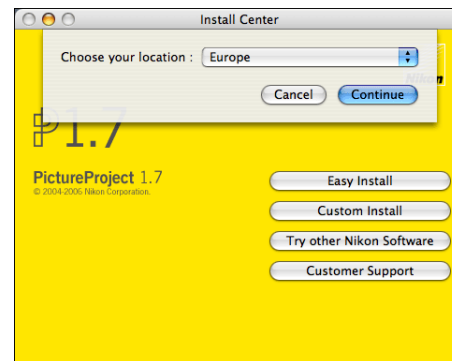 Install Center
Choose your location : Europe
Cancel Continue
Nikon
P1.7
PictureProject 1.7
© 2004-2006 Nikon Corporation.
Easy Install
Custom Install
Try other Nikon Software
Customer Support